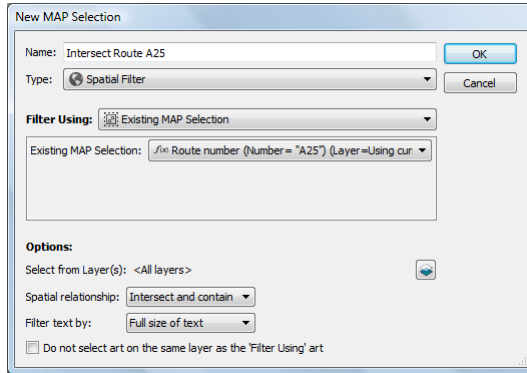 New MAP Selection
Name: Intersect Route A25 OK
Type: Spatial Filter Cancel
Filter Using: Existing MAP Selection
Existing MAP Selection: f(x) Route number (Number= "A25") (Layer=Using cur
Options:
Select from Layer(s): <All layers>
Spatial relationship: Intersect and contain
Filter text by: Full size of text
Do not select art on the same layer as the 'Filter Using' art